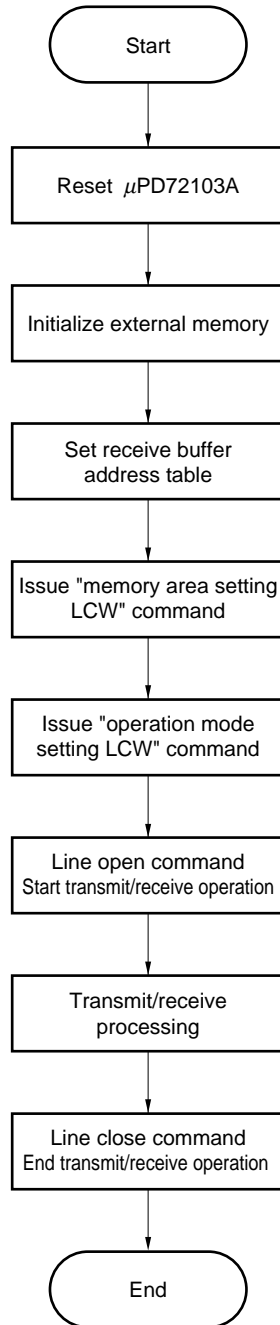 Start
Reset μPD72103A
Initialize external memory
Set receive buffer
address table
Issue "memory area setting
LCW" command
Issue "operation mode
setting LCW" command
Line open command
Start transmit/receive operation
Transmit/receive
processing
Line close command
End transmit/receive operation
End